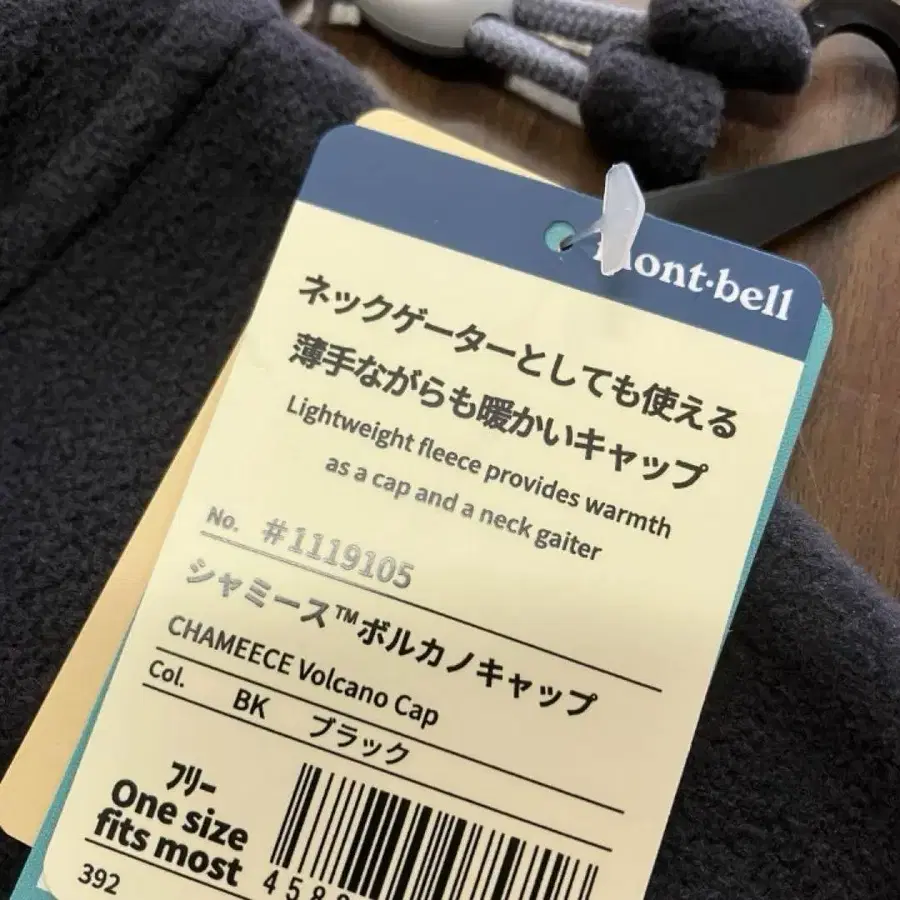 mont·bell
ネックゲーターとしても使える
薄手ながらも暖かいキャップ
Lightweight fleece provides warmth
as a cap and a neck gaiter
No. #1119105
シャミース™ボルカノキャップ
CHAMEECE Volcano Cap
Col. BK ブラック
フリー
One size
fits most
392